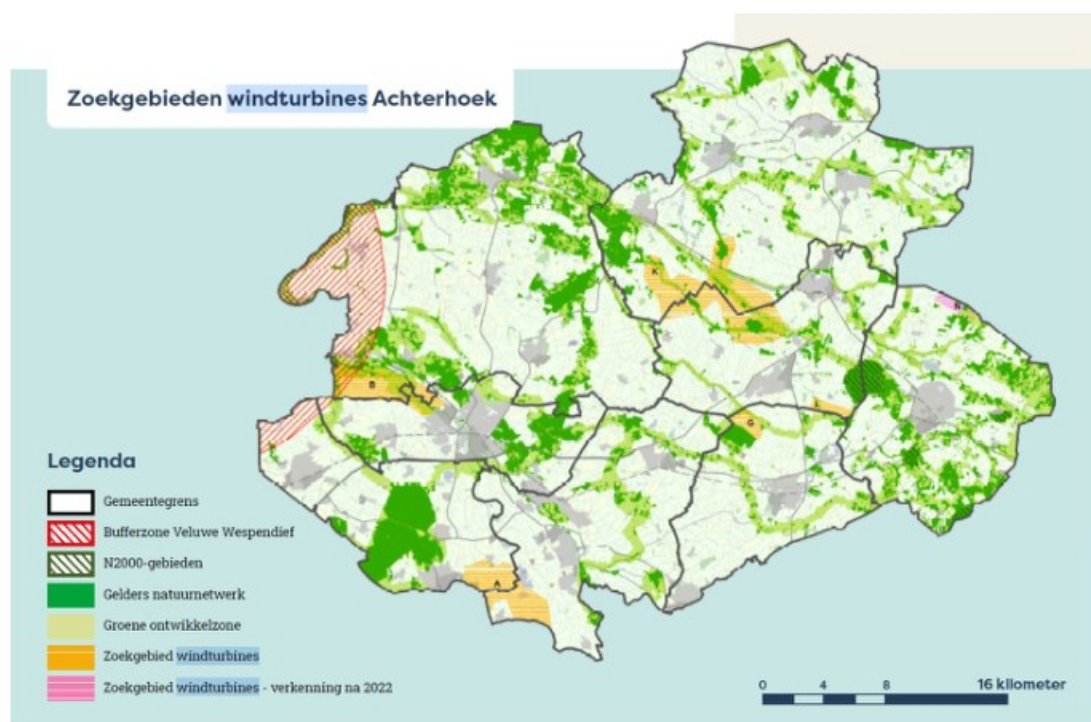 Zoekgebieden windturbines Achterhoek
K
N
B
L
G
A
Legenda
Gemeentegrens
Bufferzone Veluwe Wespendief
N2000-gebieden
Gelders natuurnetwerk
Groene ontwikkelzone
Zoekgebied windturbines
Zoekgebied windturbines - verkenning na 2022
0 4 8 16 kilometer